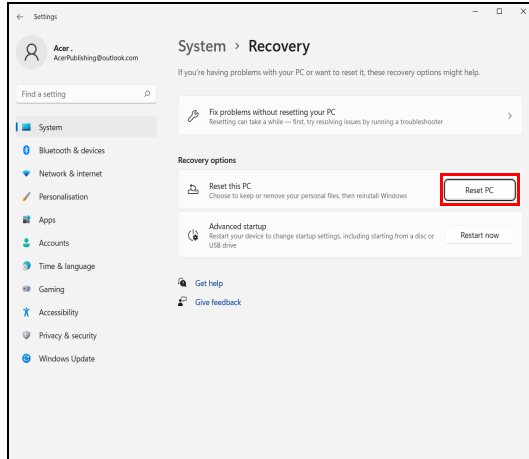 Settings
Acer .
AcerPublishing@outlook.com
Find a setting
System
Bluetooth & devices
Network & internet
Personalisation
Apps
Accounts
Time & language
Gaming
Accessibility
Privacy & security
Windows Update
System > Recovery
If you're having problems with your PC or want to reset it, these recovery options might help.
Fix problems without resetting your PC
Resetting can take a while — first, try resolving issues by running a troubleshooter
Recovery options
Reset this PC
Choose to keep or remove your personal files, then reinstall Windows
Reset PC
Advanced startup
Restart your device to change startup settings, including starting from a disc or
USB drive
Restart now
Get help
Give feedback